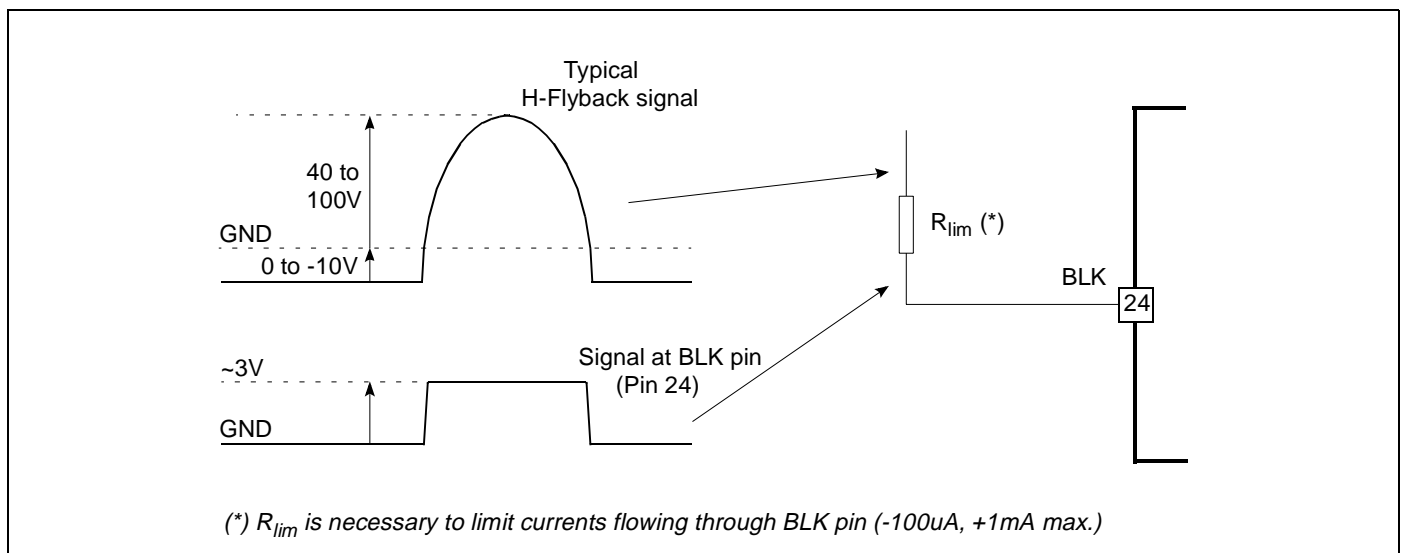 Typical
H-Flyback signal
40 to
100V
GND
0 to -10V
R_lim (*)
BLK
24
~3V
Signal at BLK pin
(Pin 24)
GND
(*) R_lim is necessary to limit currents flowing through BLK pin (-100uA, +1mA max.)